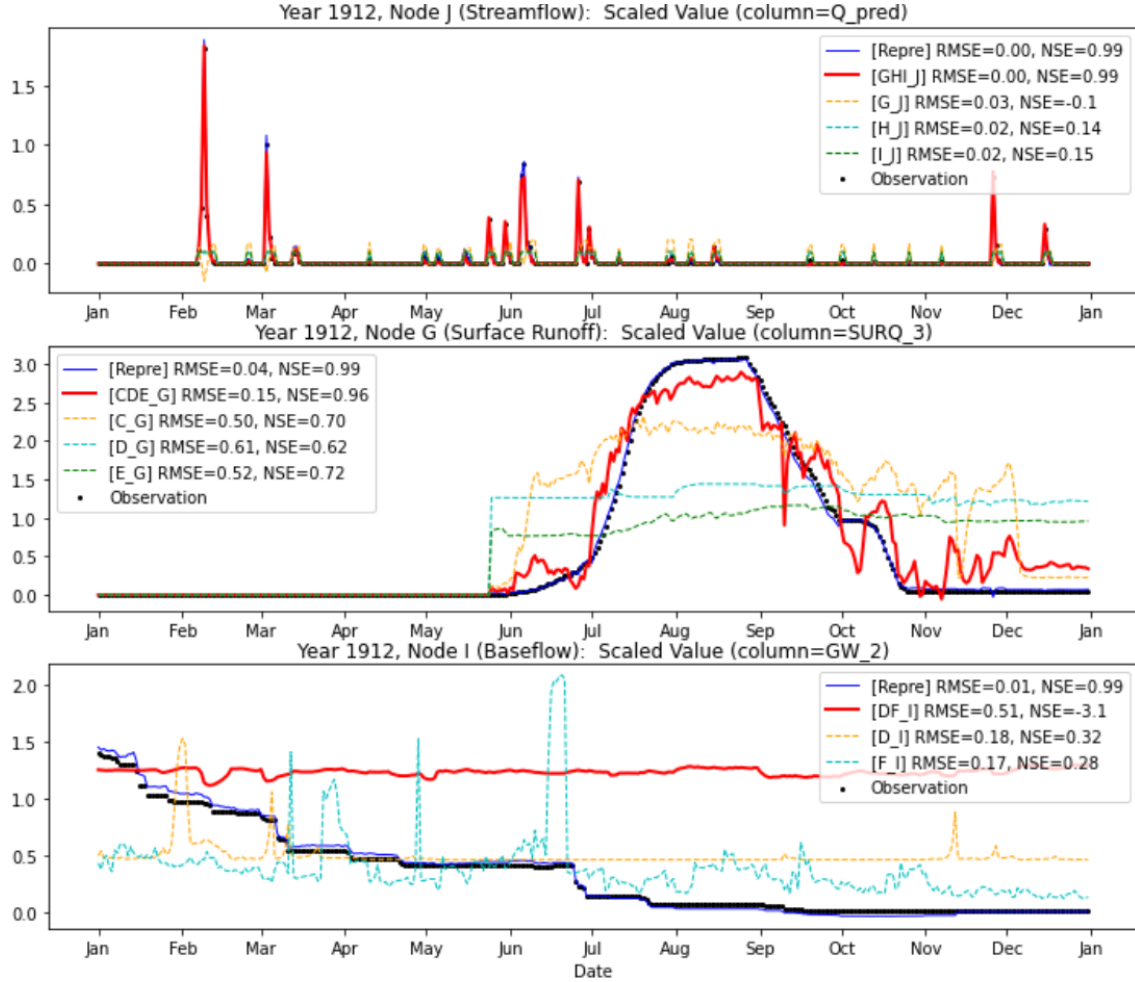 Year 1912, Node J (Streamflow): Scaled Value (column=Q_pred)
[Repre] RMSE=0.00, NSE=0.99
[GHI_J] RMSE=0.00, NSE=0.99
[G_J] RMSE=0.03, NSE=-0.1
[H_J] RMSE=0.02, NSE=0.14
[I_J] RMSE=0.02, NSE=0.15
Observation
1.5
1.0
0.5
0.0
Jan Feb Mar Apr May Jun Jul Aug Sep Oct Nov Dec Jan
Year 1912, Node G (Surface Runoff): Scaled Value (column=SURQ_3)
[Repre] RMSE=0.04, NSE=0.99
[CDE_G] RMSE=0.15, NSE=0.96
[C_G] RMSE=0.50, NSE=0.70
[D_G] RMSE=0.61, NSE=0.62
[E_G] RMSE=0.52, NSE=0.72
Observation
3.0
2.5
2.0
1.5
1.0
0.5
0.0
Jan Feb Mar Apr May Jun Jul Aug Sep Oct Nov Dec Jan
Year 1912, Node I (Baseflow): Scaled Value (column=GW_2)
[Repre] RMSE=0.01, NSE=0.99
[DF_I] RMSE=0.51, NSE=-3.1
[D_I] RMSE=0.18, NSE=0.32
[F_I] RMSE=0.17, NSE=0.28
Observation
2.0
1.5
1.0
0.5
0.0
Jan Feb Mar Apr May Jun Jul Aug Sep Oct Nov Dec Jan
Date